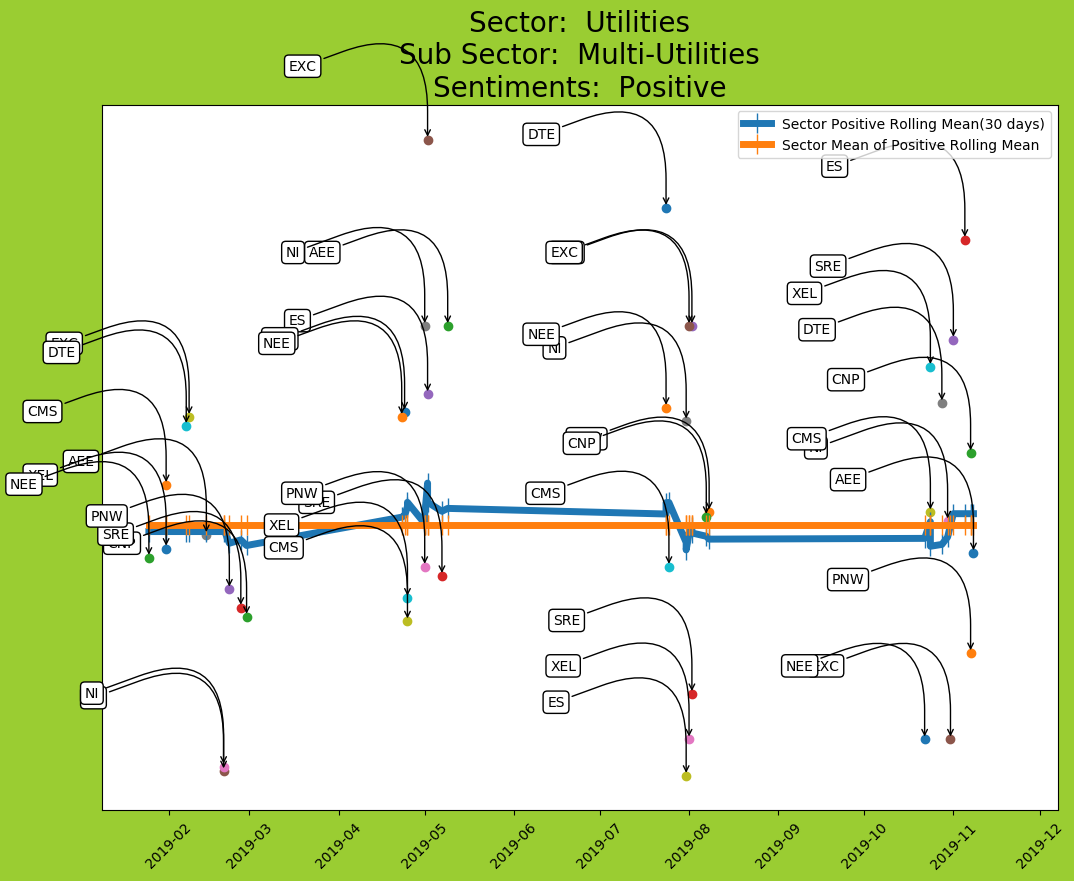 Sector:  Utilities
Sub Sector:  Multi-Utilities
Sentiments:  Positive
EXC
DTE
Sector Positive Rolling Mean(30 days)
Sector Mean of Positive Rolling Mean
ES
NI
AEE
EXC
SRE
XEL
ES
DTE
NEE
NEE
NI
EXC
DTE
CNP
CMS
CNP
CMS
NI
AEE
XEL
NEE
AEE
PNW
SRE
CMS
PNW
SRE
CNP
XEL
CMS
PNW
SRE
XEL
NEE
EXC
NI
ES
2019-02
2019-03
2019-04
2019-05
2019-06
2019-07
2019-08
2019-09
2019-10
2019-11
2019-12